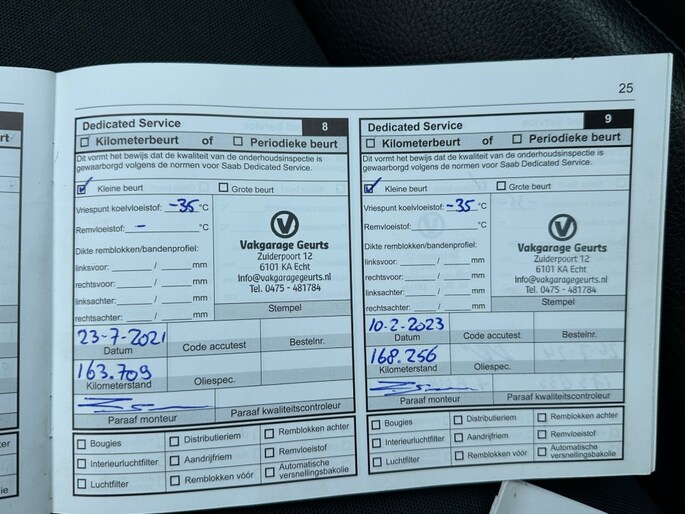 25
Dedicated Service 8
Kilometerbeurt of Periodieke beurt
Dit vormt het bewijs dat de kwaliteit van de onderhoudsinspectie is
gewaarborgd volgens de normen voor Saab Dedicated Service.
Kleine beurt Grote beurt
Vriespunt koelvloeistof: -35 °C
Remvloeistof: - °C
Dikte remblokken/bandenprofiel:
linksvoor: / mm
rechtsvoor: / mm
linksachter: / mm
rechtsachter: / mm
Vakgarage Geurts
Zuiderpoort 12
6101 KA Echt
Info@vakgaragegeurts.nl
Tel. 0475 - 481784
Stempel
23-7-2021
Datum Code accutest Bestelnr.
163.709
Kilometerstand Oliespec.
Paraaf monteur Paraaf kwaliteitscontroleur
Bougies Distributieriem Remblokken achter
Interieurluchtfilter Aandrijfriem Remvloeistof
Luchtfilter Remblokken vóór Automatische
versnellingsbakolie
Dedicated Service 9
Kilometerbeurt of Periodieke beurt
Dit vormt het bewijs dat de kwaliteit van de onderhoudsinspectie is
gewaarborgd volgens de normen voor Saab Dedicated Service.
Kleine beurt Grote beurt
Vriespunt koelvloeistof: -35 °C
Remvloeistof: °C
Dikte remblokken/bandenprofiel:
linksvoor: / mm
rechtsvoor: / mm
linksachter: / mm
rechtsachter: / mm
Vakgarage Geurts
Zuiderpoort 12
6101 KA Echt
Info@vakgaragegeurts.nl
Tel. 0475 - 481784
Stempel
10-2-2023
Datum Code accutest Bestelnr.
168.256
Kilometerstand Oliespec.
Paraaf monteur Paraaf kwaliteitscontroleur
Bougies Distributieriem Remblokken achter
Interieurluchtfilter Aandrijfriem Remvloeistof
Luchtfilter Remblokken vóór Automatische
versnellingsbakolie